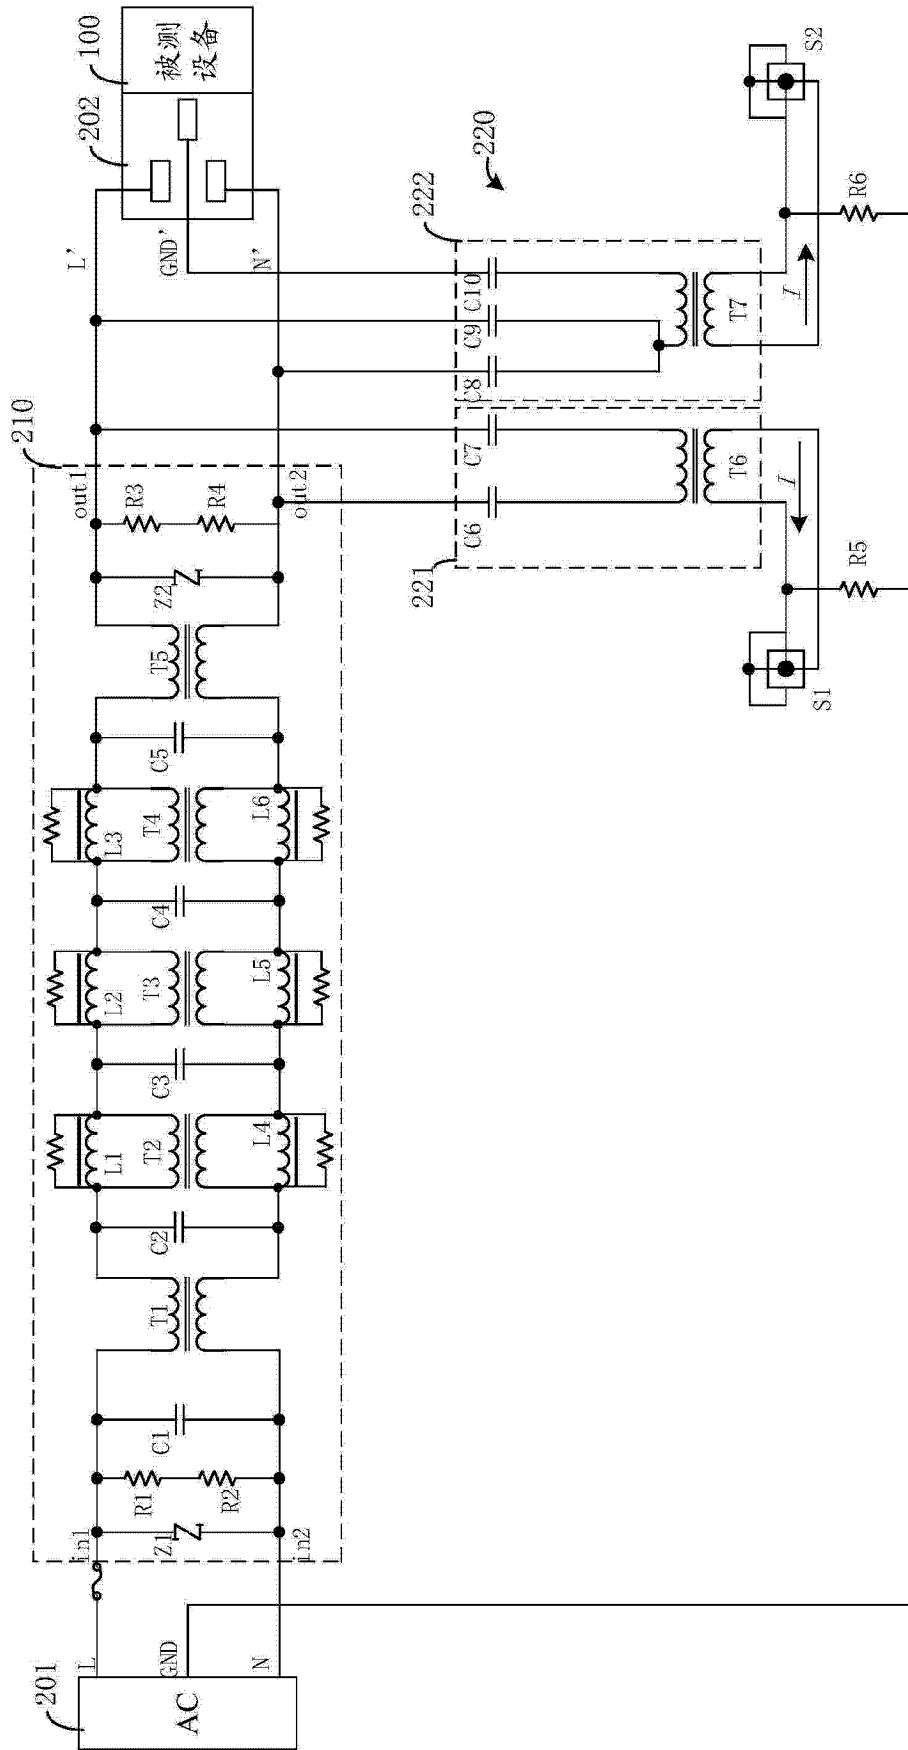 201
AC
L
GND
N
in1
in2
Z1
R1
R2
C1
T1
C2
L1
T2
L4
C3
L2
T3
L5
C4
L3
T4
L6
C5
T5
Z2
R3
R4
out1
out2
210
L'
GND'
N'
202
100
被测
设备
221
C6
C7
T6
222
C8
C9
C10
T7
220
I
I
S1
R5
S2
R6